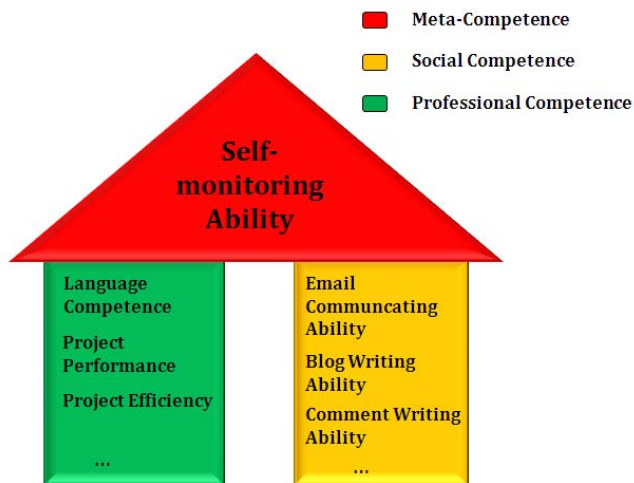 Meta-Competence
Social Competence
Professional Competence
Self-
monitoring
Ability
Language
Competence
Project
Performance
Project Efficiency
...
Email
Communcating
Ability
Blog Writing
Ability
Comment Writing
Ability
...